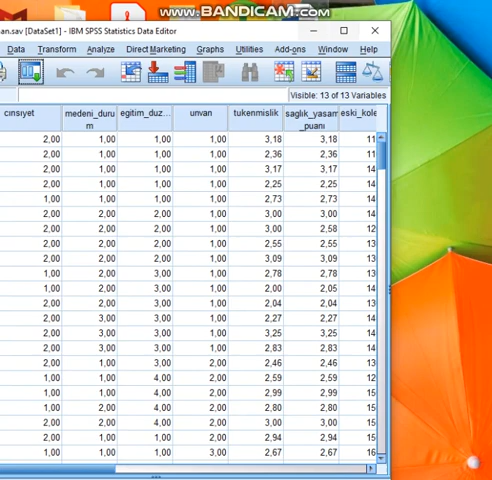 www.BANDICAM.com
an.sav [DataSet1] - IBM SPSS Statistics Data Editor
Data Transform Analyze Direct Marketing Graphs Utilities Add-ons Window Help
Visible: 13 of 13 Variables
cınsıyet medeni_duru m egitim_duz... unvan tukenmislik saglık_yasam _puanı eski_kole
2,00 1,00 1,00 1,00 3,18 3,18 11
2,00 1,00 1,00 1,00 2,36 2,36 11
2,00 1,00 1,00 1,00 3,17 3,17 14
2,00 1,00 1,00 1,00 2,25 2,25 14
1,00 1,00 1,00 1,00 2,73 2,73 14
2,00 2,00 2,00 1,00 3,00 3,00 14
2,00 1,00 2,00 1,00 3,00 2,58 12
2,00 1,00 2,00 1,00 2,55 2,55 13
2,00 2,00 2,00 1,00 3,09 3,09 13
1,00 2,00 3,00 1,00 2,78 2,78 13
1,00 2,00 3,00 1,00 2,00 2,05 14
2,00 2,00 3,00 1,00 2,04 2,04 13
2,00 3,00 3,00 1,00 2,27 2,27 14
2,00 3,00 3,00 1,00 3,25 3,25 14
2,00 3,00 3,00 1,00 2,83 2,83 14
2,00 1,00 3,00 2,00 2,46 2,46 13
1,00 1,00 4,00 2,00 2,59 2,59 12
1,00 1,00 4,00 2,00 2,99 2,99 15
1,00 2,00 4,00 2,00 2,80 2,80 15
2,00 2,00 4,00 2,00 3,00 3,00 15
2,00 1,00 1,00 2,00 2,94 2,94 15
1,00 1,00 1,00 3,00 2,67 2,67 16